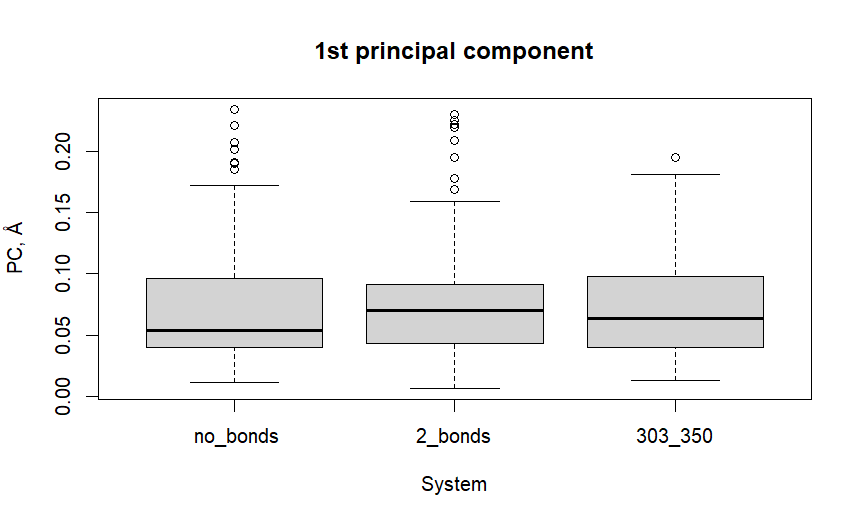 1st principal component
PC, Å
0.20
0.15
0.10
0.05
0.00
no_bonds 2_bonds 303_350
System